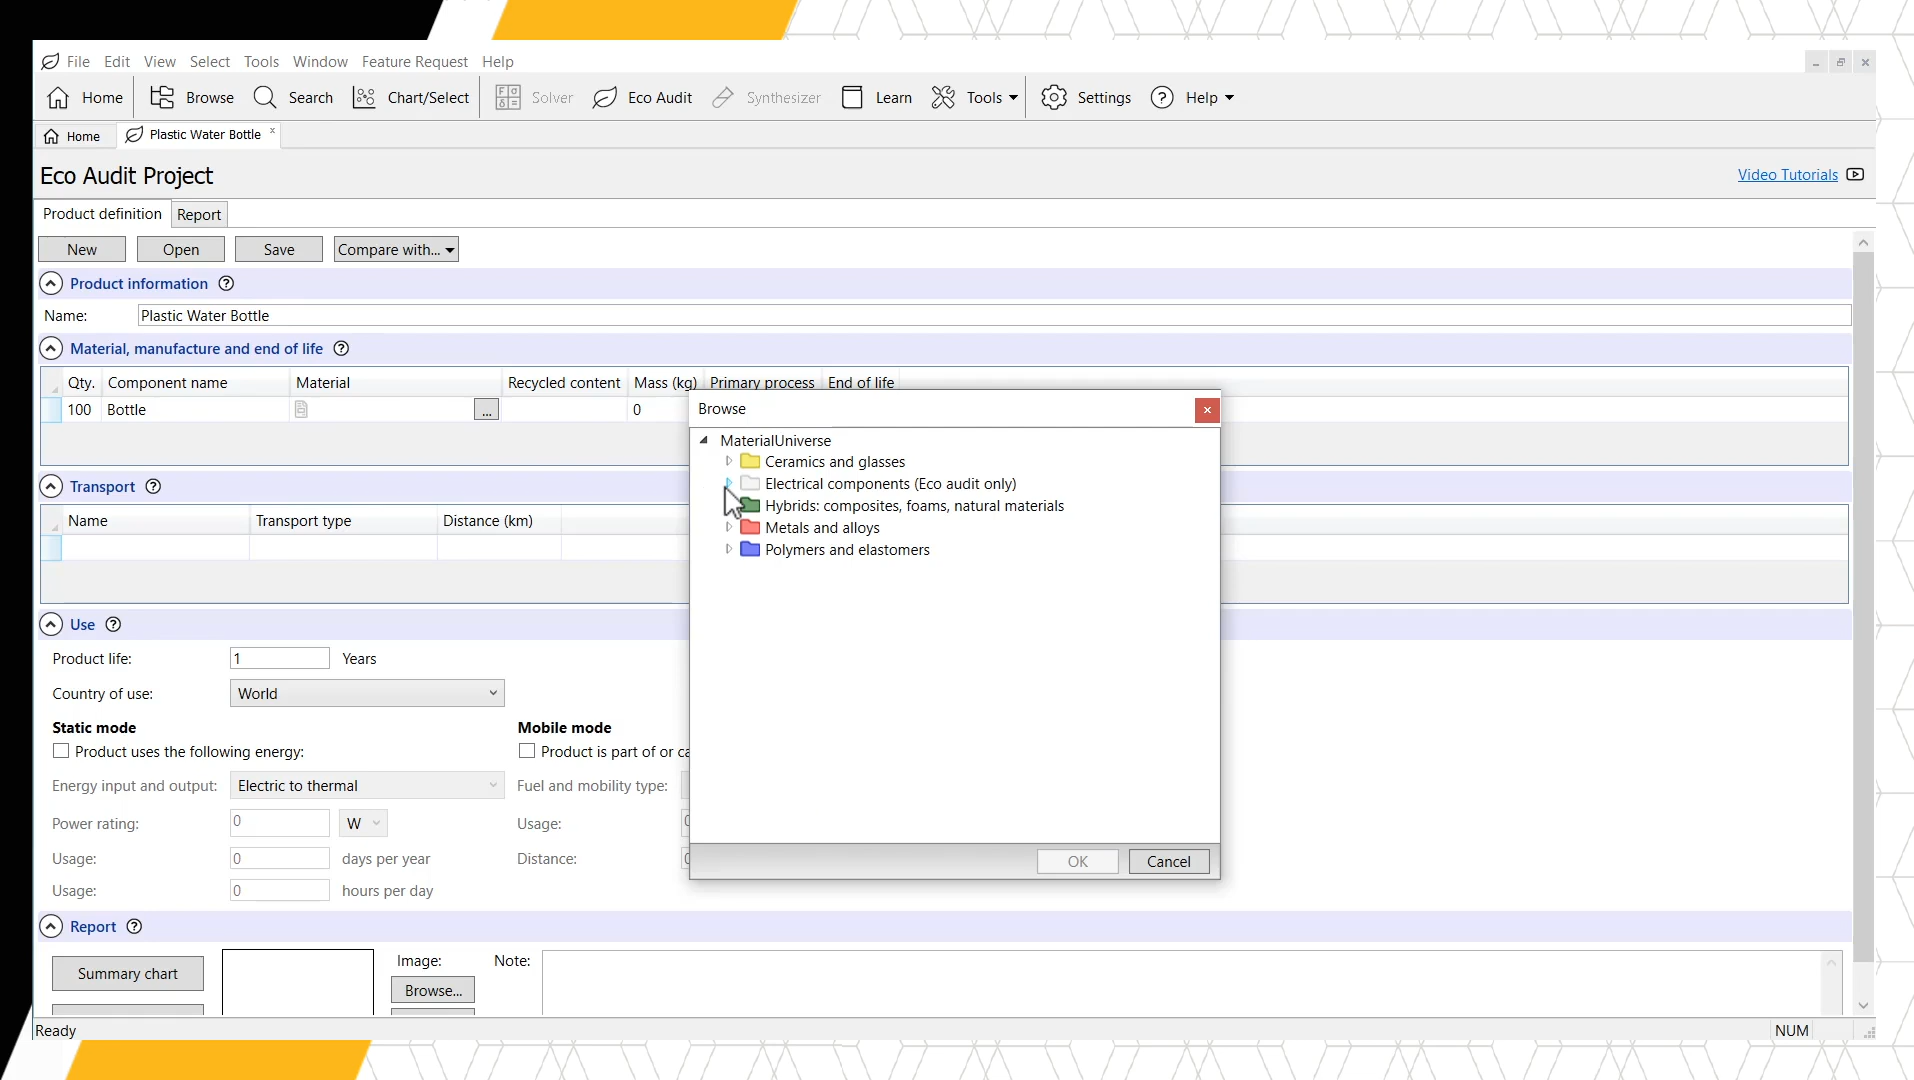 File Edit View Select Tools Window Feature Request Help
Home Browse Search Chart/Select Solver Eco Audit Synthesizer Learn Tools Settings Help
Home Plastic Water Bottle
Eco Audit Project
Video Tutorials
Product definition Report
New Open Save Compare with...
Product information
Name: Plastic Water Bottle
Material, manufacture and end of life
Qty. Component name Material Recycled content Mass (kg) Primary process End of life
100 Bottle ... 0
Browse
MaterialUniverse
Ceramics and glasses
Electrical components (Eco audit only)
Hybrids: composites, foams, natural materials
Metals and alloys
Polymers and elastomers
OK Cancel
Transport
Name Transport type Distance (km)
Use
Product life: 1 Years
Country of use: World
Static mode Mobile mode
Product uses the following energy: Product is part of or ca
Energy input and output: Electric to thermal Fuel and mobility type:
Power rating: 0 W Usage:
Usage: 0 days per year Distance:
Usage: 0 hours per day
Report
Summary chart Image: Note:
Browse...
Ready NUM